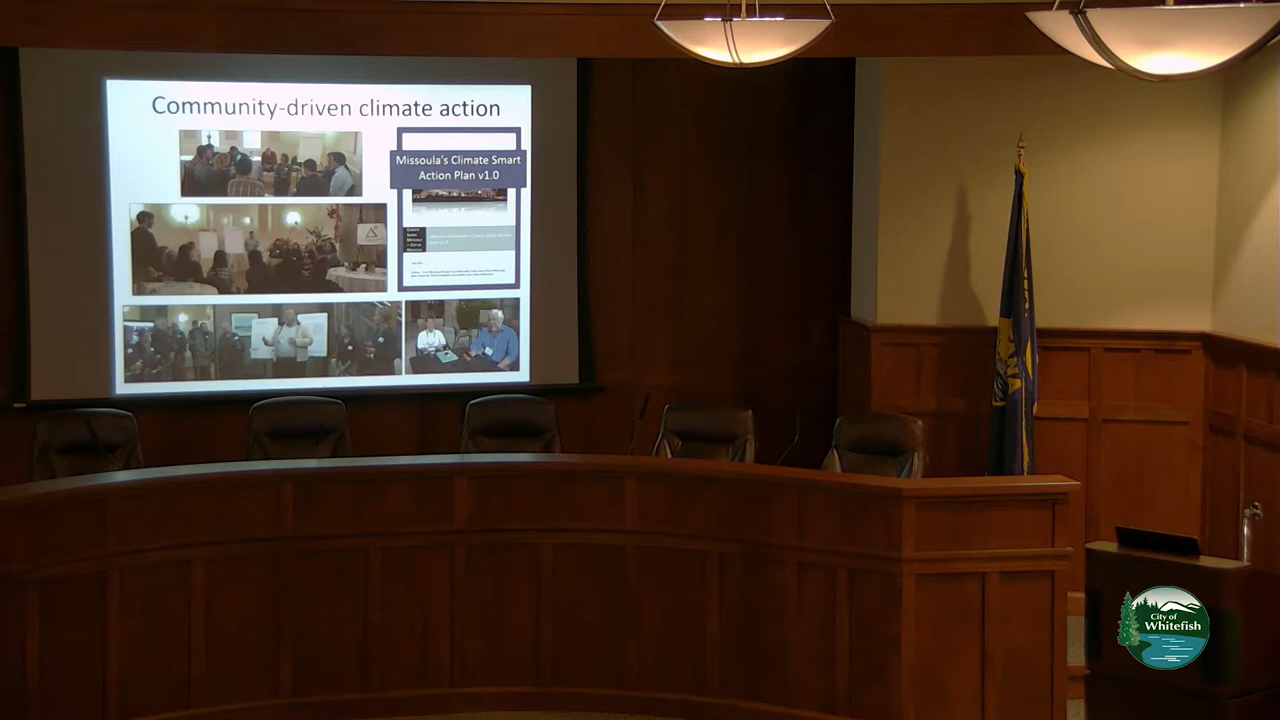 Community-driven climate action
Missoula's Climate Smart
Action Plan v1.0
City of
Whitefish